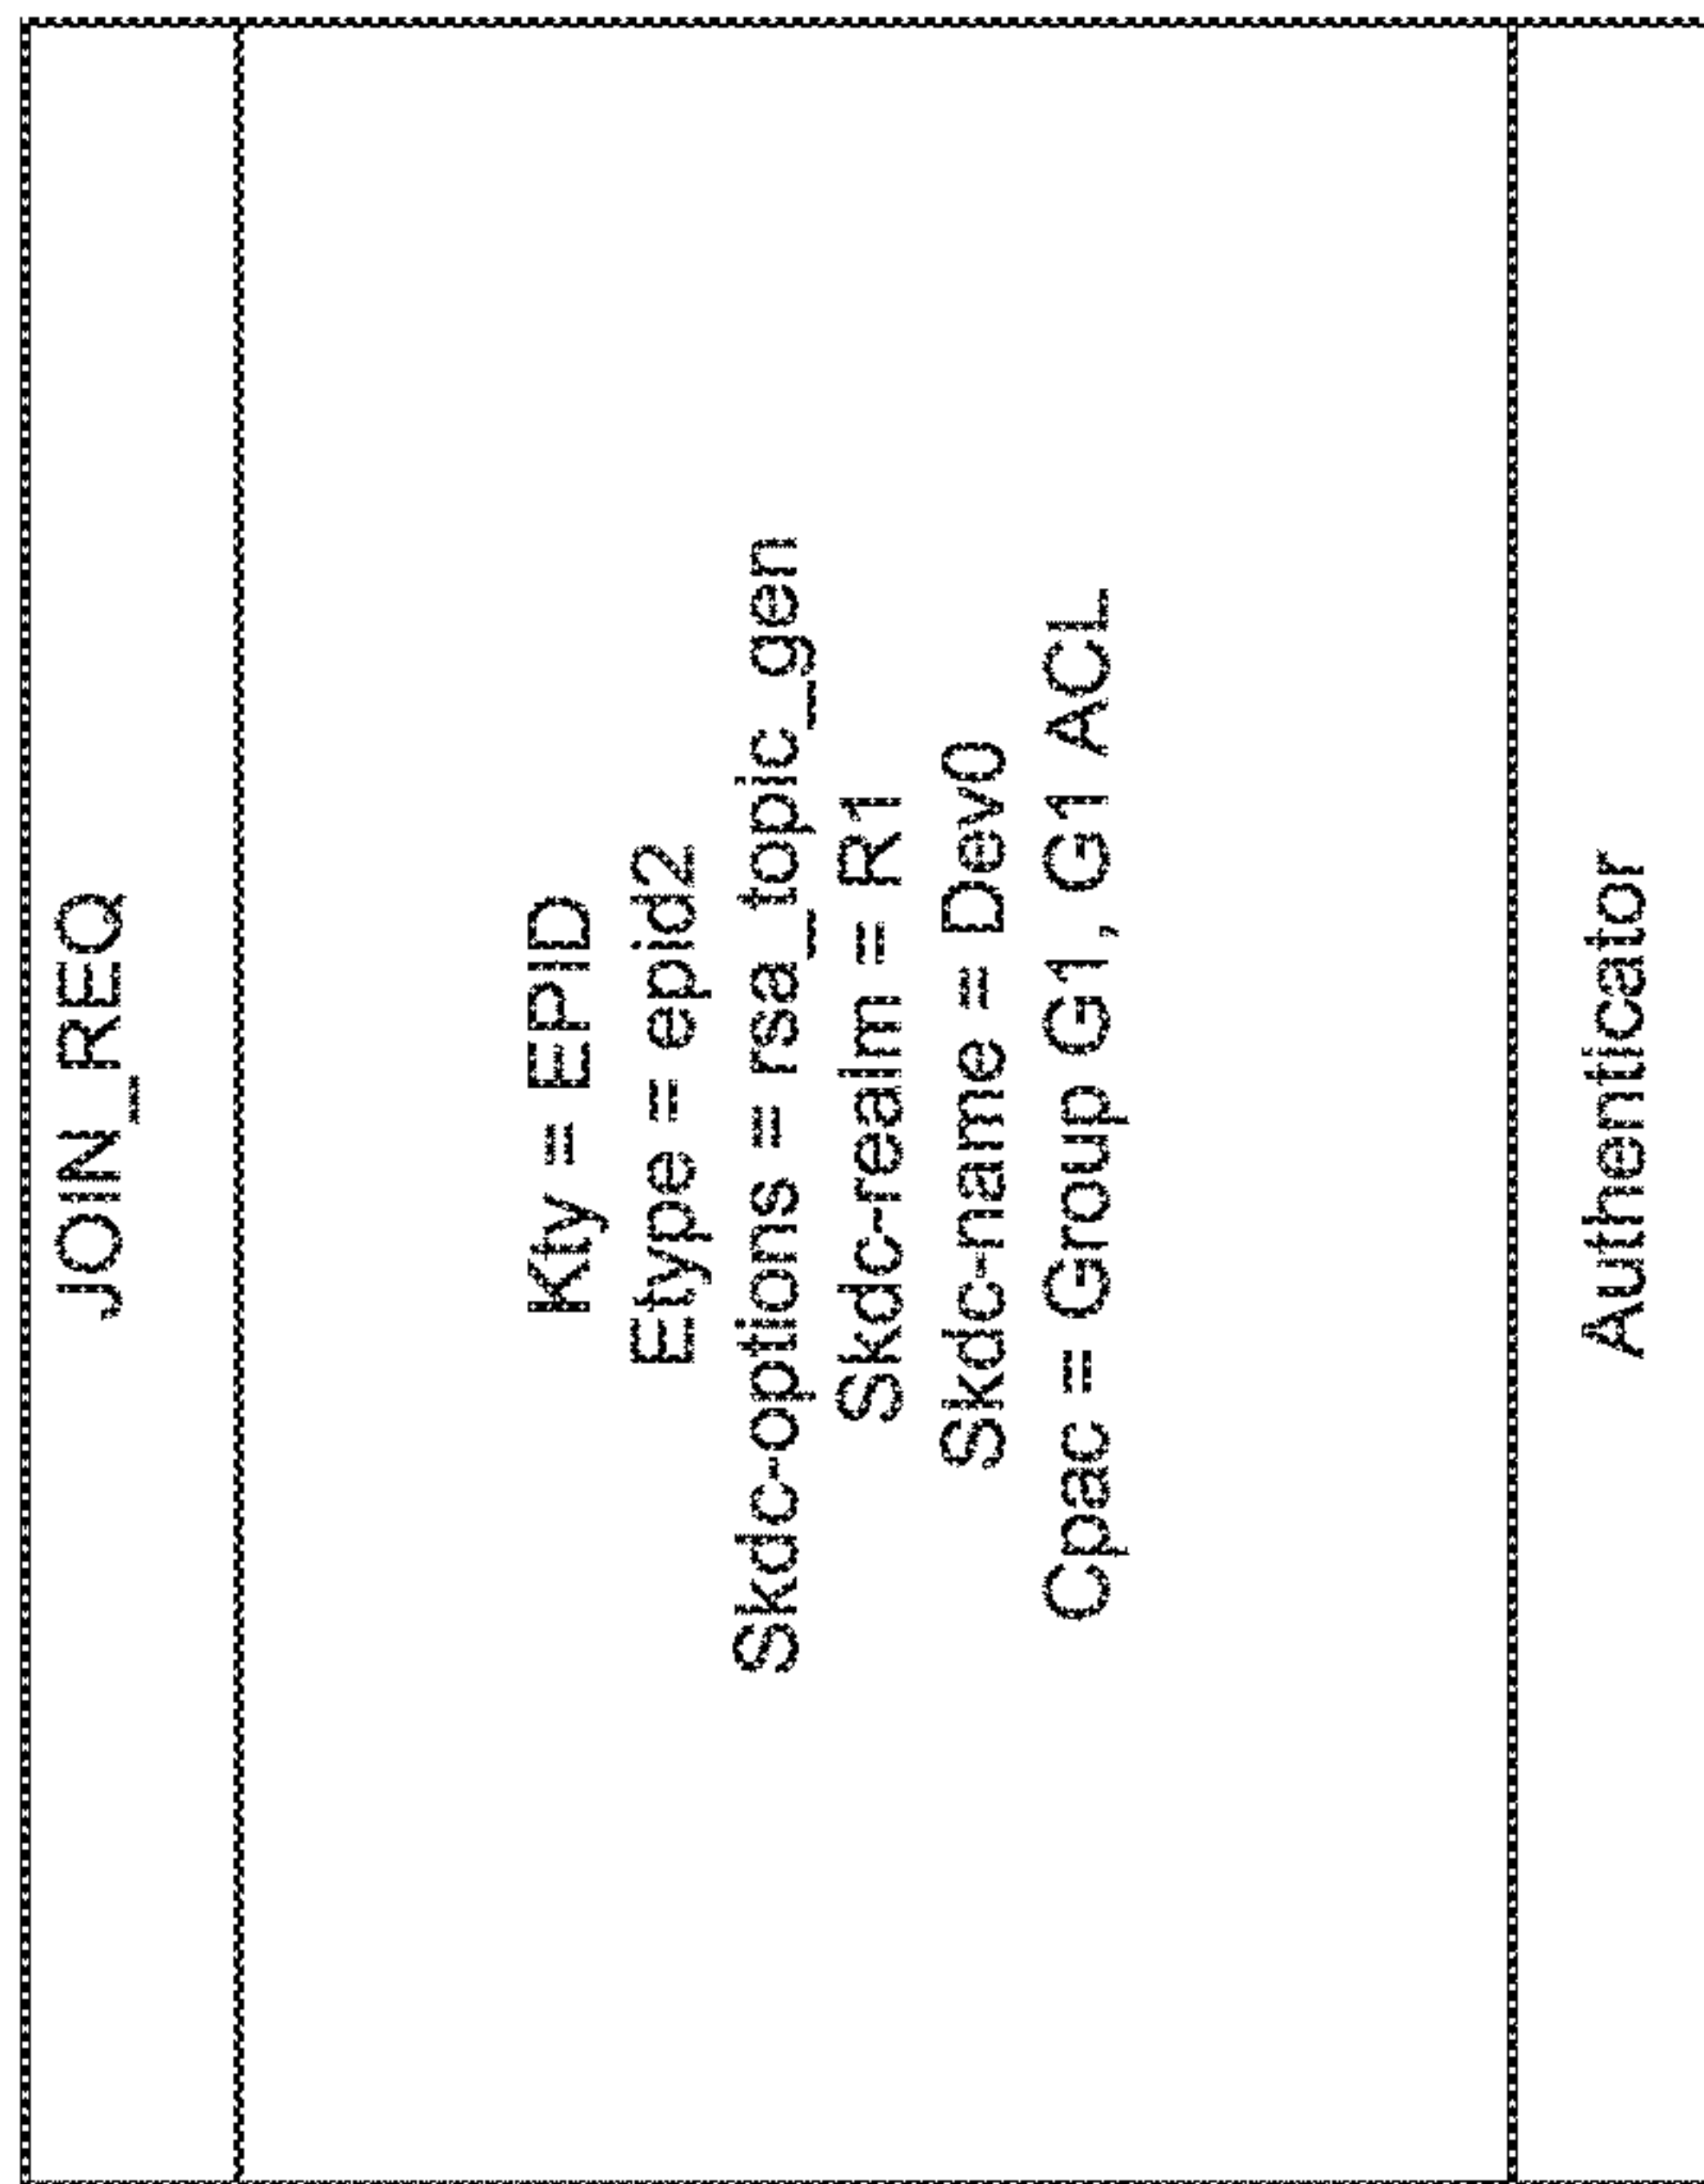 JOIN_REQ
Kty = EPID
Etype = epid2
Skdc-options = rsa_topic_gen
Skdc-realm = R1
Skdc-name = Dev0
Cpac = Group G1, G1 ACL
Authenticator